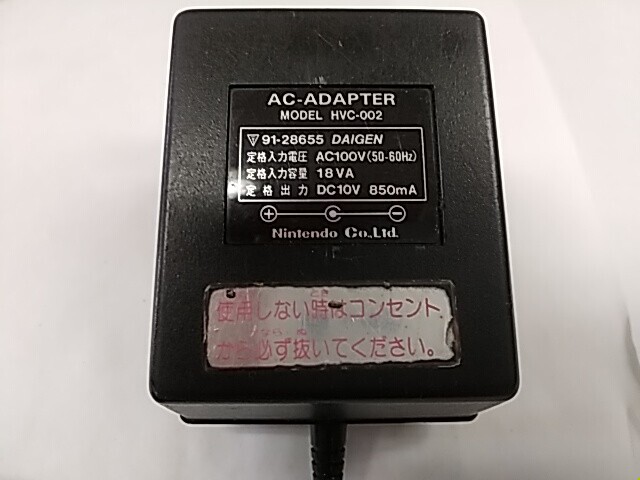 AC-ADAPTER
MODEL HVC-002
91-28655 DAIGEN
定格入力電圧 AC100V(50-60Hz)
定格入力容量 18VA
定格出力 DC10V 850mA
Nintendo Co.,Ltd.
使用しない時はコンセント
から必ず抜いてください。